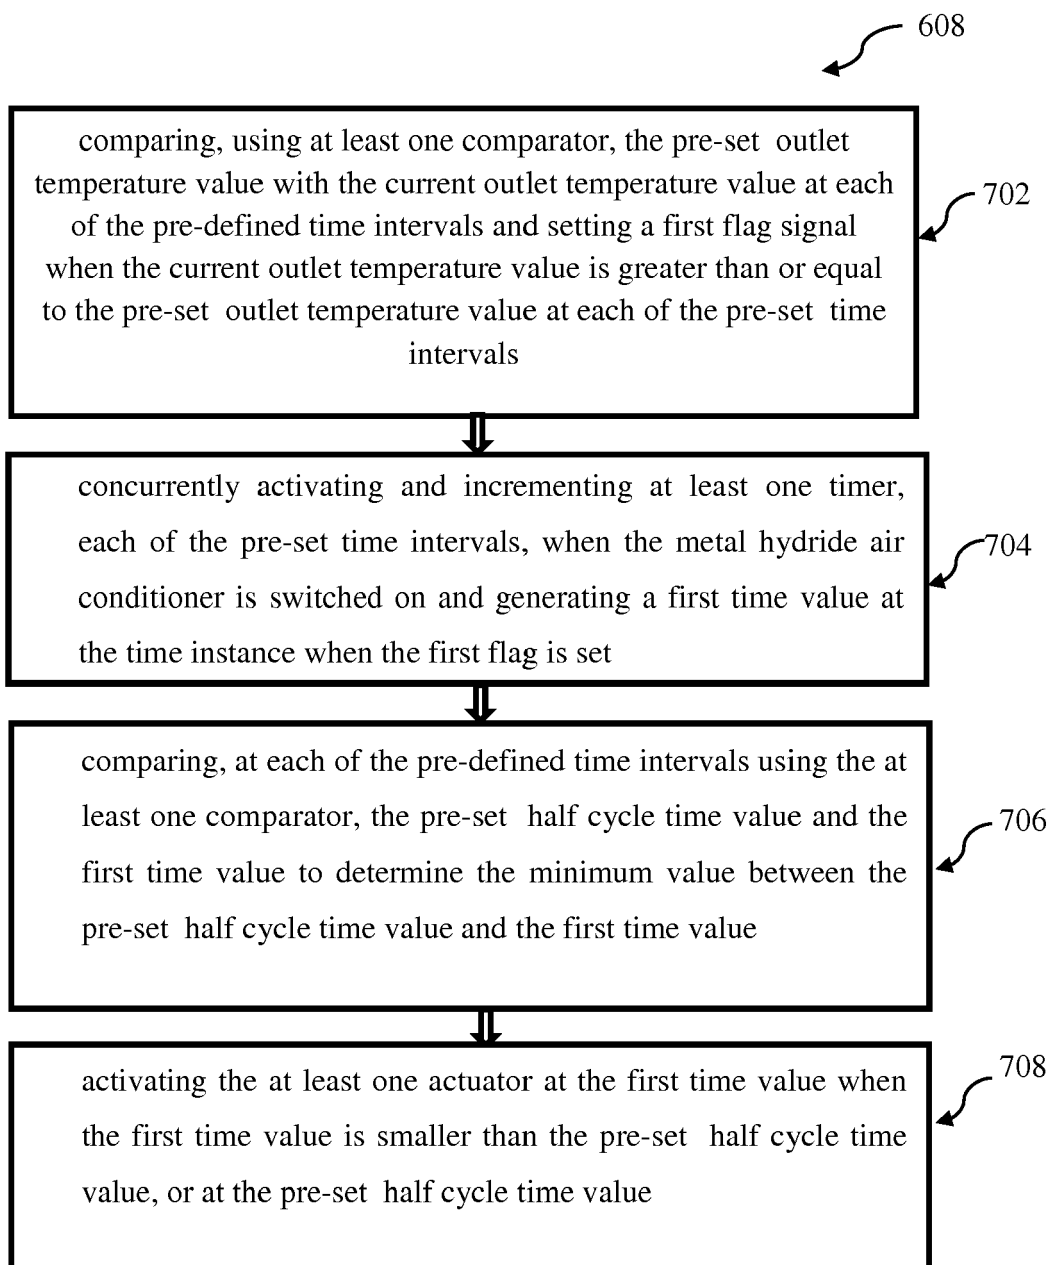 608
comparing, using at least one comparator, the pre-set outlet
temperature value with the current outlet temperature value at each
of the pre-defined time intervals and setting a first flag signal
when the current outlet temperature value is greater than or equal
to the pre-set outlet temperature value at each of the pre-set time
intervals
702
concurrently activating and incrementing at least one timer,
each of the pre-set time intervals, when the metal hydride air
conditioner is switched on and generating a first time value at
the time instance when the first flag is set
704
comparing, at each of the pre-defined time intervals using the at
least one comparator, the pre-set half cycle time value and the
first time value to determine the minimum value between the
pre-set half cycle time value and the first time value
706
activating the at least one actuator at the first time value when
the first time value is smaller than the pre-set half cycle time
value, or at the pre-set half cycle time value
708